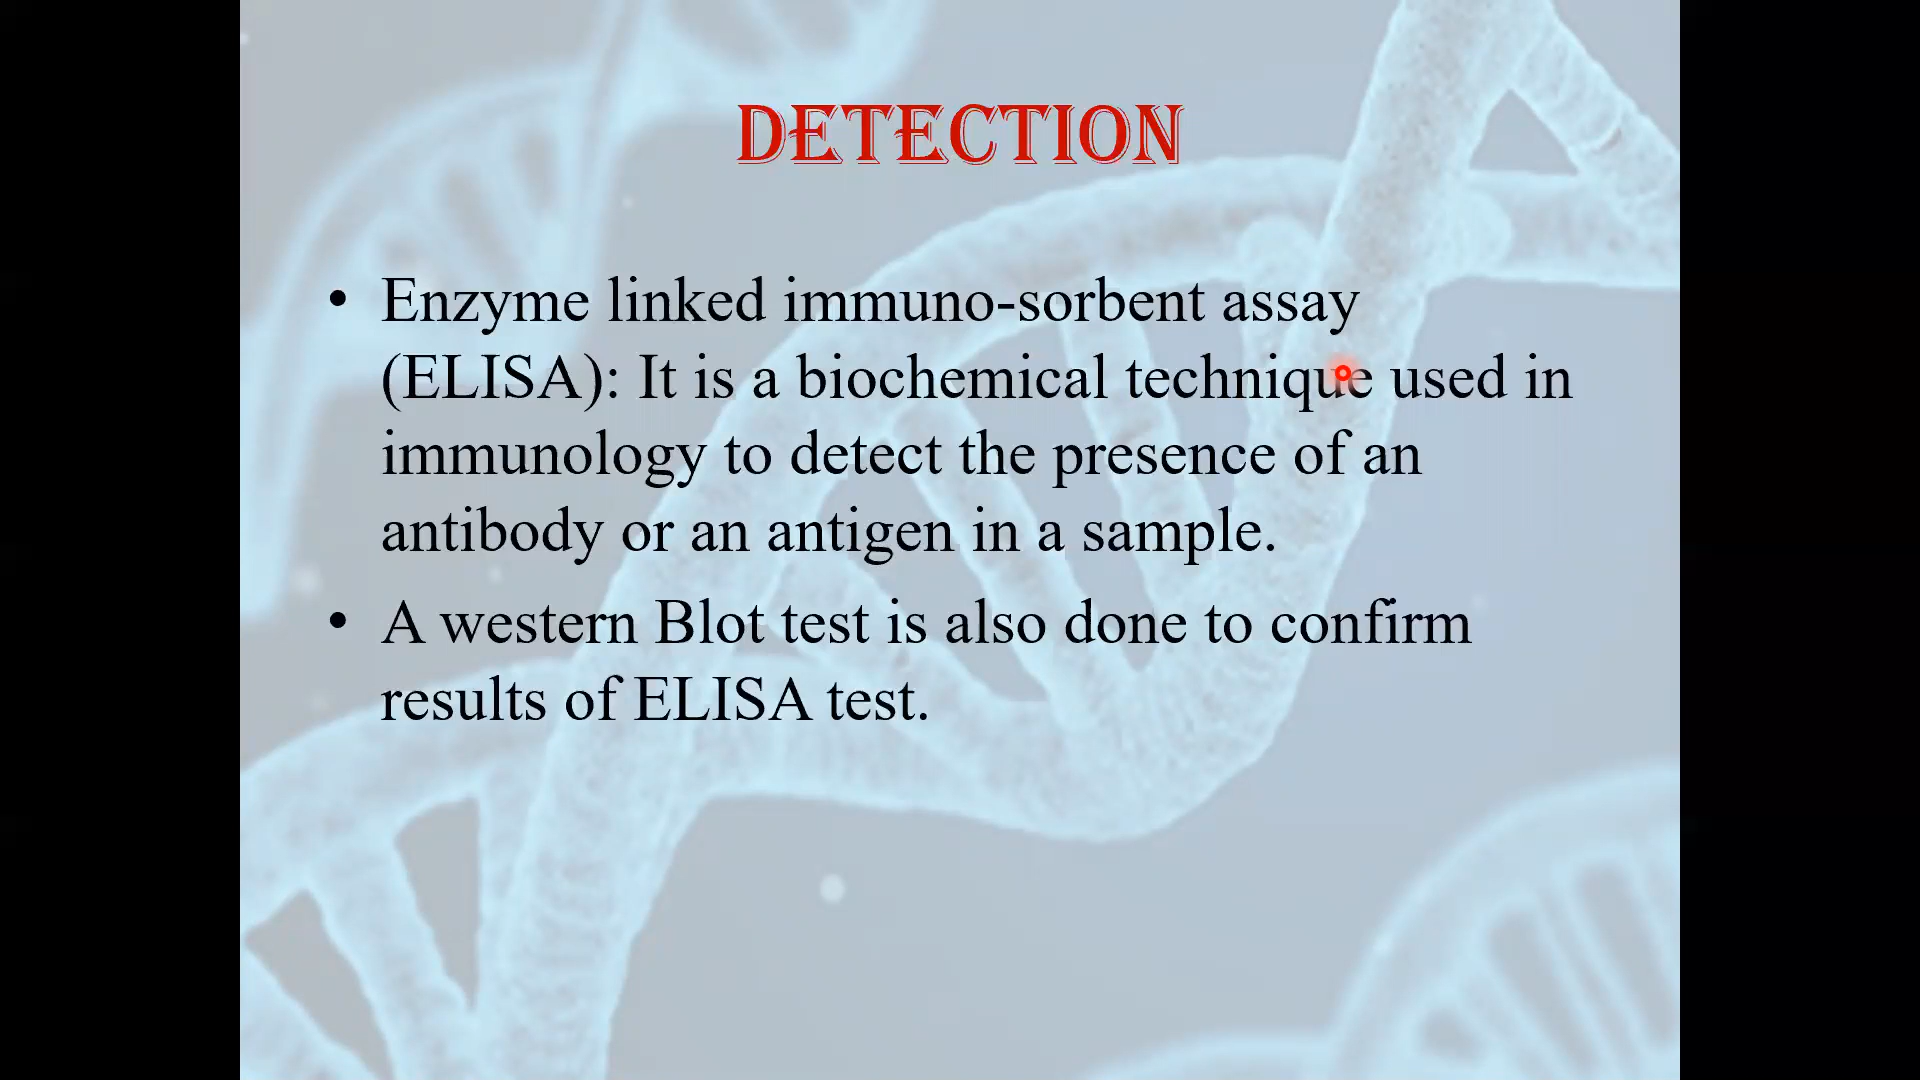 DETECTION
• Enzyme linked immuno-sorbent assay
(ELISA): It is a biochemical technique used in
immunology to detect the presence of an
antibody or an antigen in a sample.
• A western Blot test is also done to confirm
results of ELISA test.